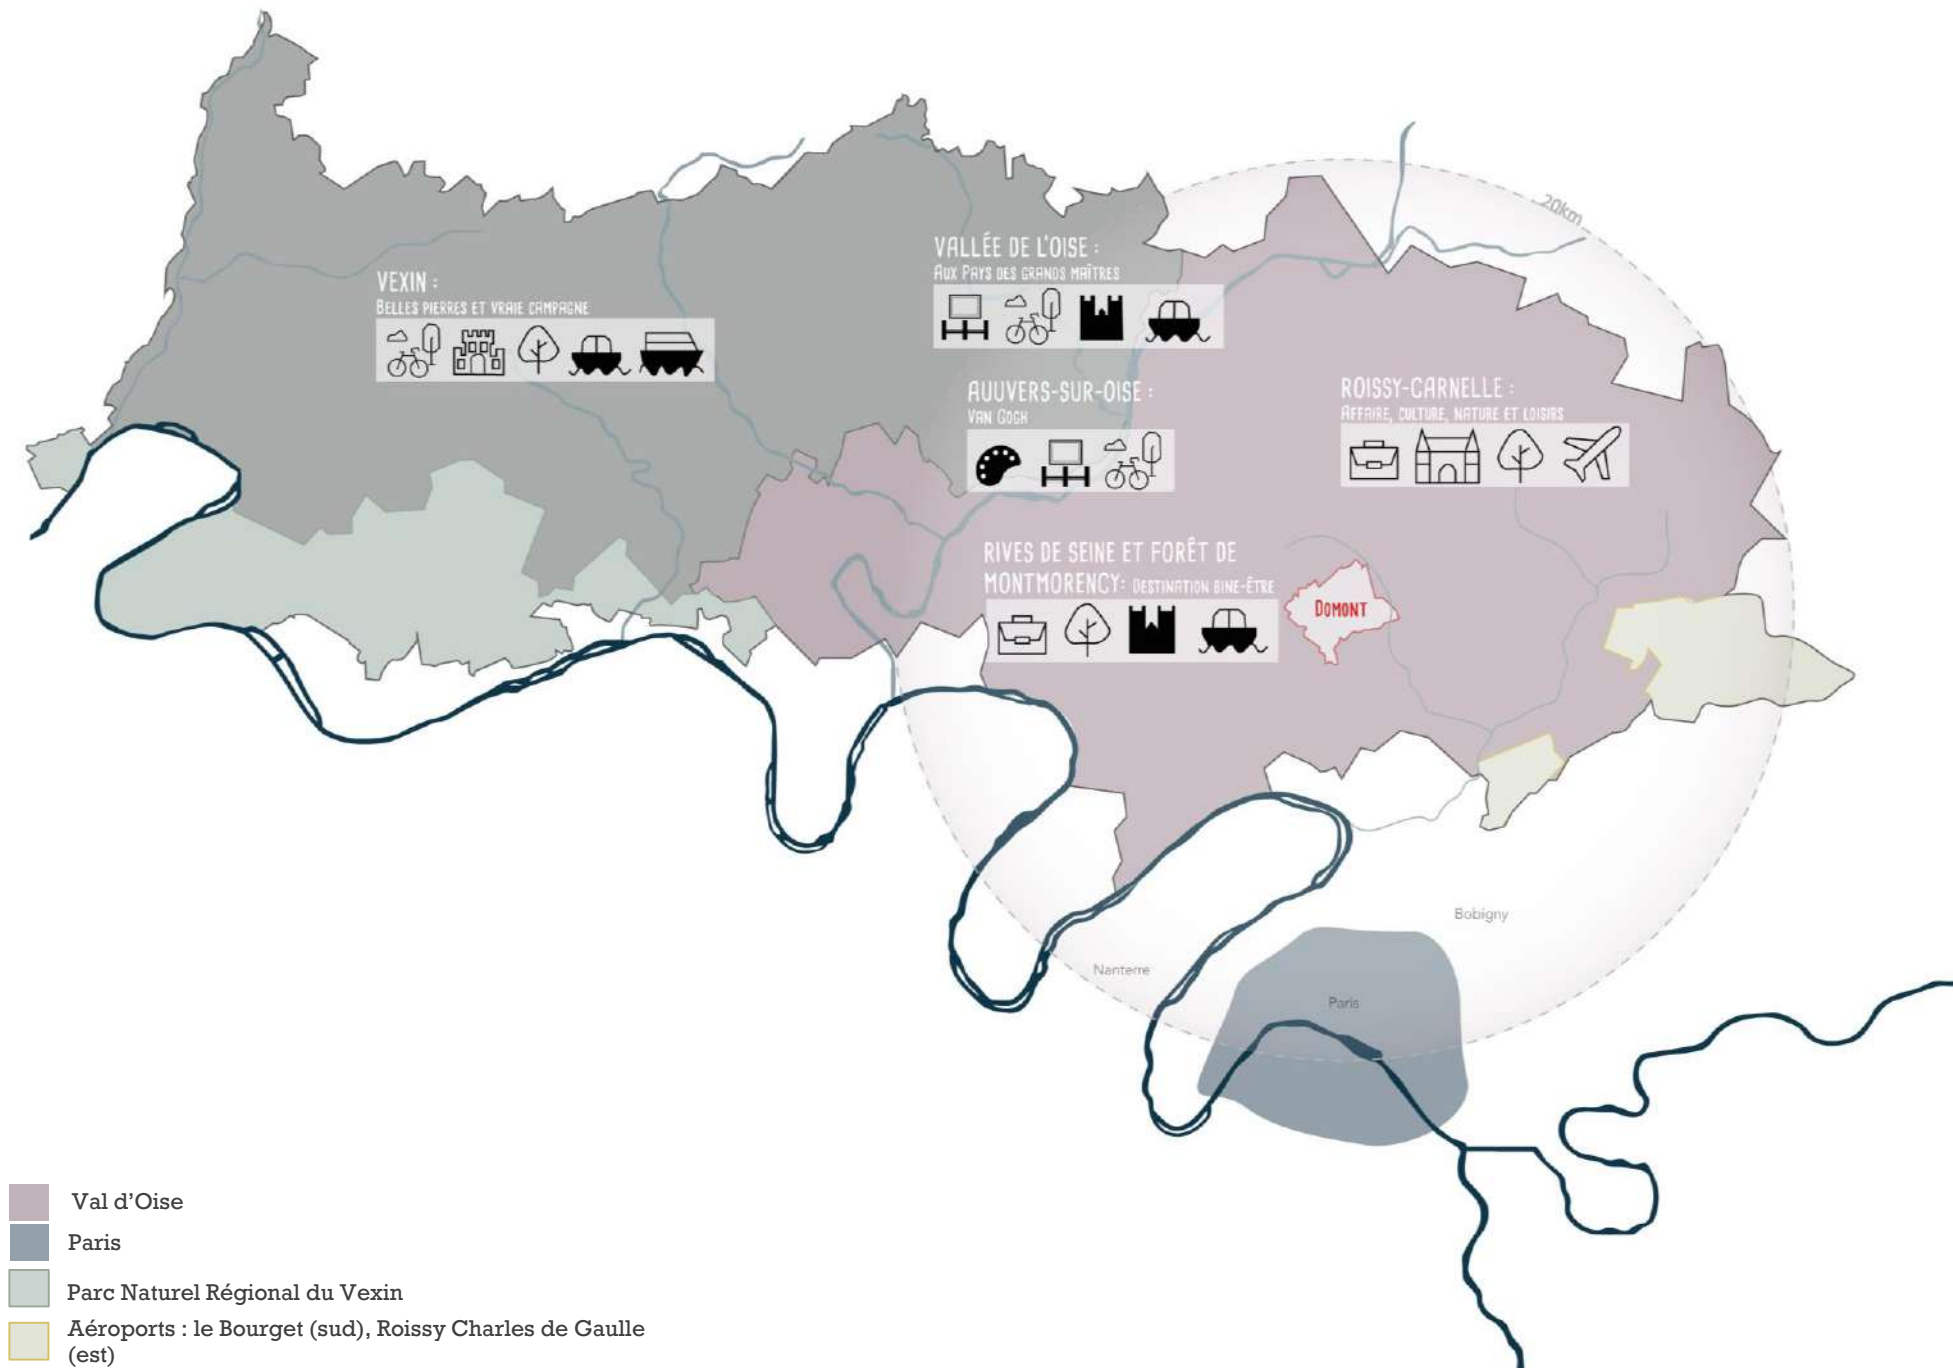 20km
VALLÉE DE L'OISE :
AUX PAYS DES GRANDS MAÎTRES
VEXIN :
BELLES PIERRES ET VRAIE CAMPAGNE
AUUVERS-SUR-OISE :
VAN GOGH
ROISSY-CARNELLE :
AFFAIRE, CULTURE, NATURE ET LOISIRS
RIVES DE SEINE ET FORÊT DE
MONTMORENCY: DESTINATION BINE-ÊTRE
DOMONT
Bobigny
Nanterre
Paris
Val d'Oise
Paris
Parc Naturel Régional du Vexin
Aéroports : le Bourget (sud), Roissy Charles de Gaulle
(est)